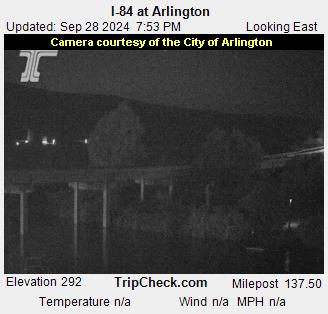 I-84 at Arlington
Updated: Sep 28 2024 7:53 PM Looking East
Camera courtesy of the City of Arlington
Elevation 292 TripCheck.com Milepost 137.50
Temperature n/a Wind n/a MPH n/a